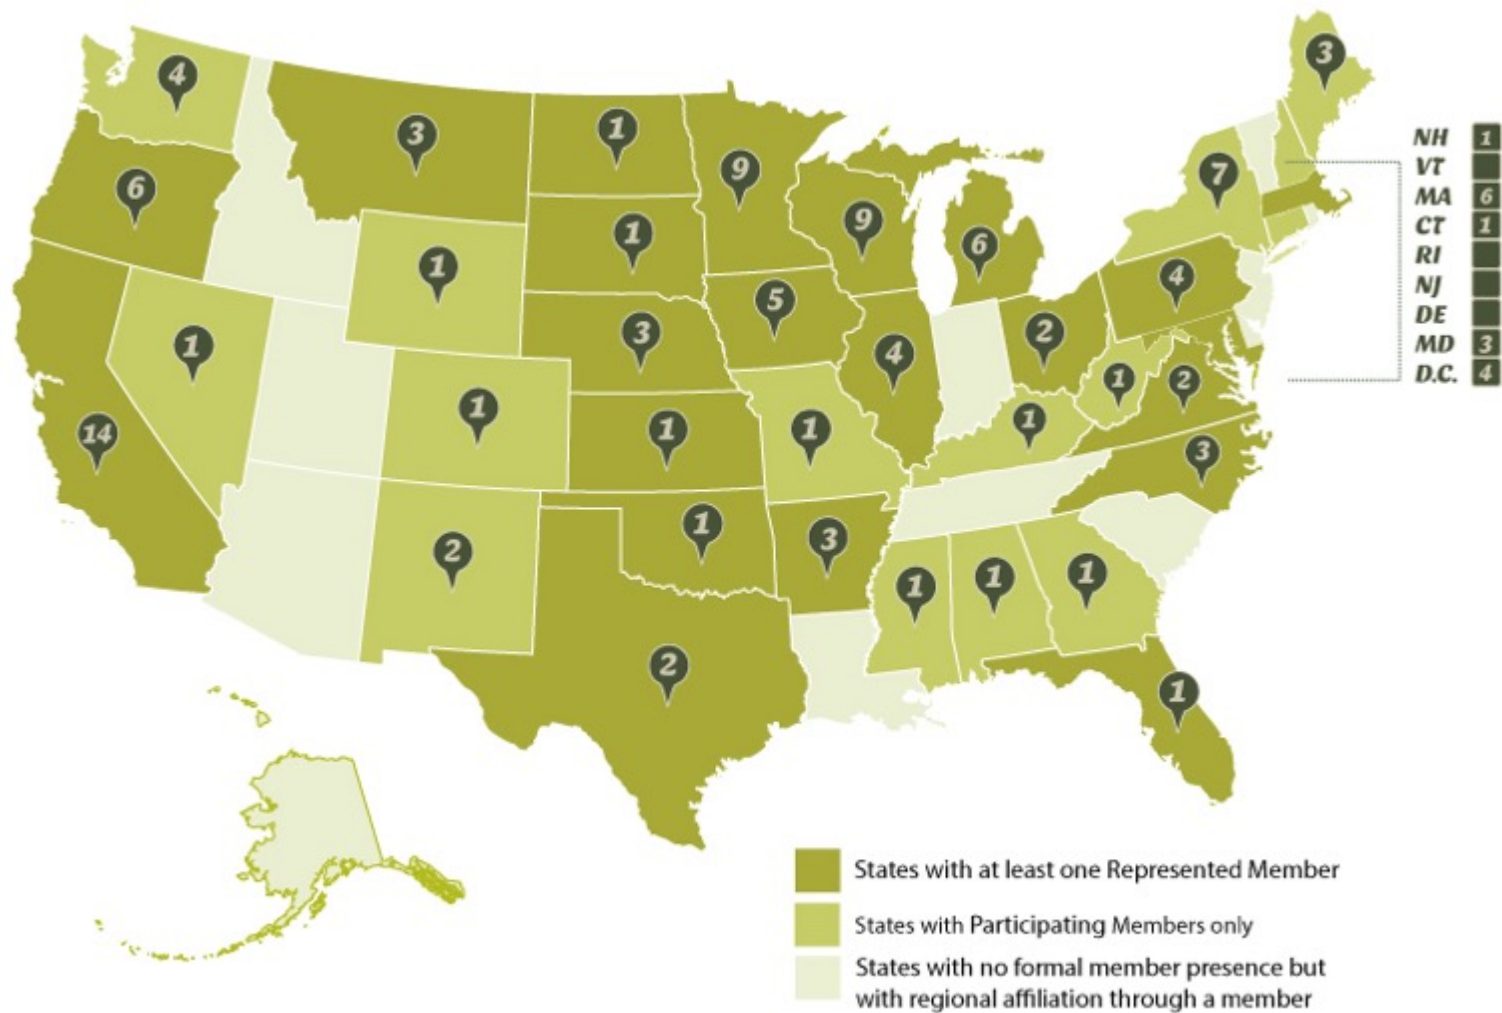 3
4
1
3
NH 1
9
VT
7
6
MA 6
9
CT 1
1
6
RI
1
4
NJ
5
DE
3
2
MD 3
1
4
D.C. 4
1
2
1
14
1
1
1
3
1
3
2
1
1
1
2
1
States with at least one Represented Member
States with Participating Members only
States with no formal member presence but
with regional affiliation through a member